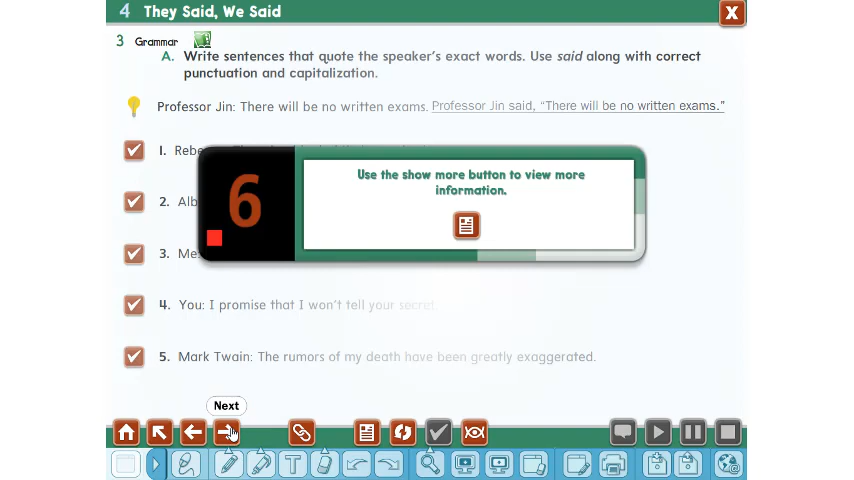 4 They Said, We Said
X
3 Grammar
A. Write sentences that quote the speaker's exact words. Use said along with correct
punctuation and capitalization.
Professor Jin: There will be no written exams. Professor Jin said, “There will be no written exams.”
1. Rebe
6
Use the show more button to view more
information.
2. Alb
3. Me
4. You: I promise that I won't tell your secret
5. Mark Twain: The rumors of my death have been greatly exaggerated.
Next
T